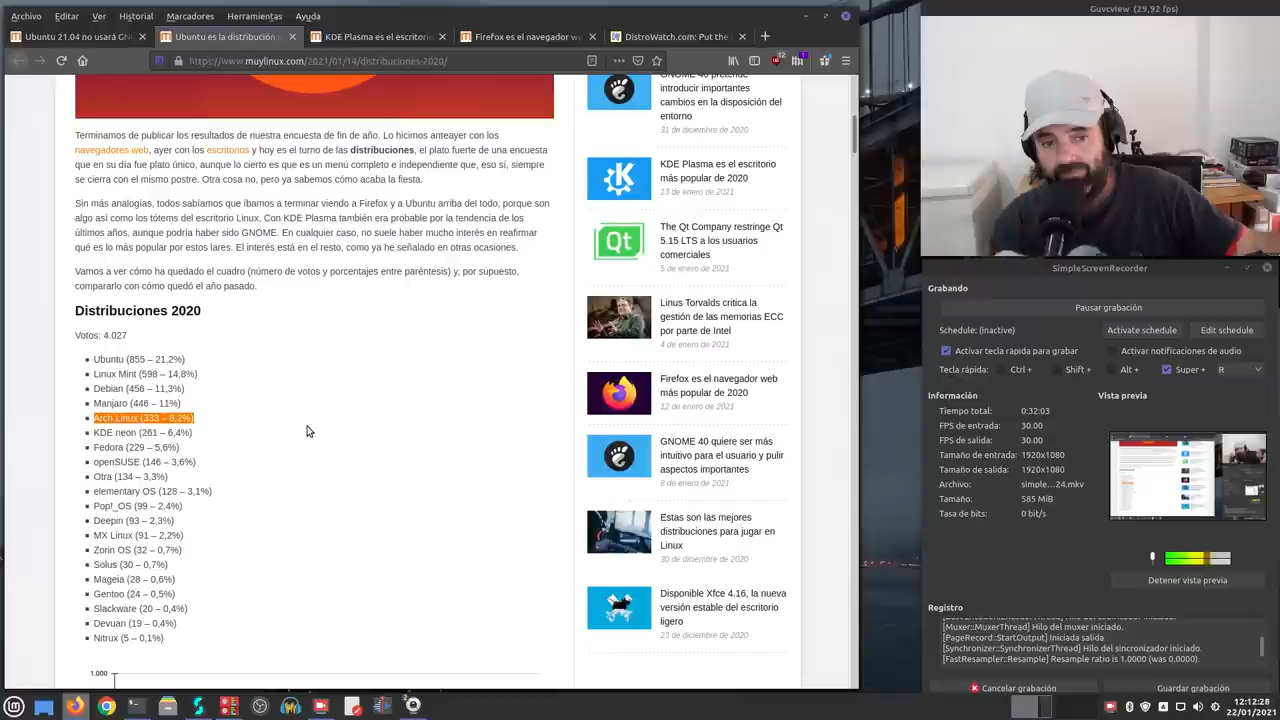 Archivo Editar Ver Historial Marcadores Herramientas Ayuda
Ubuntu 21.04 no usará GN
Ubuntu es la distribución d
KDE Plasma es el escritorio
Firefox es el navegador we
DistroWatch.com: Put the
https://www.muylinux.com/2021/01/14/distribuciones-2020/
Terminamos de publicar los resultados de nuestra encuesta de fin de año. Lo hicimos anteayer con los
navegadores web, ayer con los escritorios y hoy es el turno de las distribuciones, el plato fuerte de una encuesta
que en su día fue plato único, aunque lo cierto es que es un menú completo e independiente que, eso sí, siempre
se cierra con el mismo postre. Otra cosa no, pero ya sabemos cómo acaba la fiesta.
Sin más analogías, todos sabíamos que íbamos a terminar viendo a Firefox y a Ubuntu arriba del todo, porque son
algo así como los tótems del escritorio Linux. Con KDE Plasma también era probable por la tendencia de los
últimos años, aunque podría haber sido GNOME. En cualquier caso, no suele haber mucho interés en reafirmar
qué es lo más popular por estos lares. El interés está en el resto, como ya he señalado en otras ocasiones.
Vamos a ver cómo ha quedado el cuadro (número de votos y porcentajes entre paréntesis) y, por supuesto,
compararlo con cómo quedó el año pasado.
Distribuciones 2020
Votos: 4.027
Ubuntu (855 – 21,2%)
Linux Mint (598 – 14,8%)
Debian (456 – 11,3%)
Manjaro (446 – 11%)
Arch Linux (333 – 8,2%)
KDE neon (261 – 6,4%)
Fedora (229 – 5,6%)
openSUSE (146 – 3,6%)
Otra (134 – 3,3%)
elementary OS (128 – 3,1%)
Pop!_OS (99 – 2,4%)
Deepin (93 – 2,3%)
MX Linux (91 – 2,2%)
Zorin OS (32 – 0,7%)
Solus (30 – 0,7%)
Mageia (28 – 0,6%)
Gentoo (24 – 0,5%)
Slackware (20 – 0,4%)
Devuan (19 – 0,4%)
Nitrux (5 – 0,1%)
1.000
GNOME 40 pretende
introducir importantes
cambios en la disposición del
entorno
31 de diciembre de 2020
KDE Plasma es el escritorio
más popular de 2020
13 de enero de 2021
The Qt Company restringe Qt
5.15 LTS a los usuarios
comerciales
5 de enero de 2021
Linus Torvalds critica la
gestión de las memorias ECC
por parte de Intel
4 de enero de 2021
Firefox es el navegador web
más popular de 2020
12 de enero de 2021
GNOME 40 quiere ser más
intuitivo para el usuario y pulir
aspectos importantes
8 de enero de 2021
Estas son las mejores
distribuciones para jugar en
Linux
30 de diciembre de 2020
Disponible Xfce 4.16, la nueva
versión estable del escritorio
ligero
23 de diciembre de 2020
Guvcview (29,92 fps)
SimpleScreenRecorder
Grabando
Pausar grabación
Schedule: (inactive) Activate schedule Edit schedule
Activar tecla rápida para grabar Activar notificaciones de audio
Tecla rápida: Ctrl + Shift + Alt + Super + R
Información
Tiempo total: 0:32:03
FPS de entrada: 30.00
FPS de salida: 30.00
Tamaño de entrada: 1920x1080
Tamaño de salida: 1920x1080
Archivo: simple...24.mkv
Tamaño: 585 MiB
Tasa de bits: 0 bit/s
Vista previa
Detener vista previa
Registro
[Muxer::MuxerThread] Hilo del muxer iniciado.
[PageRecord::StartOutput] Iniciada salida.
[Synchronizer::SynchronizerThread] Hilo del sincronizador iniciado.
[FastResampler::Resample] Resample ratio is 1.0000 (was 0.0000).
Cancelar grabación Guardar grabación
12:12:28
22/01/2021